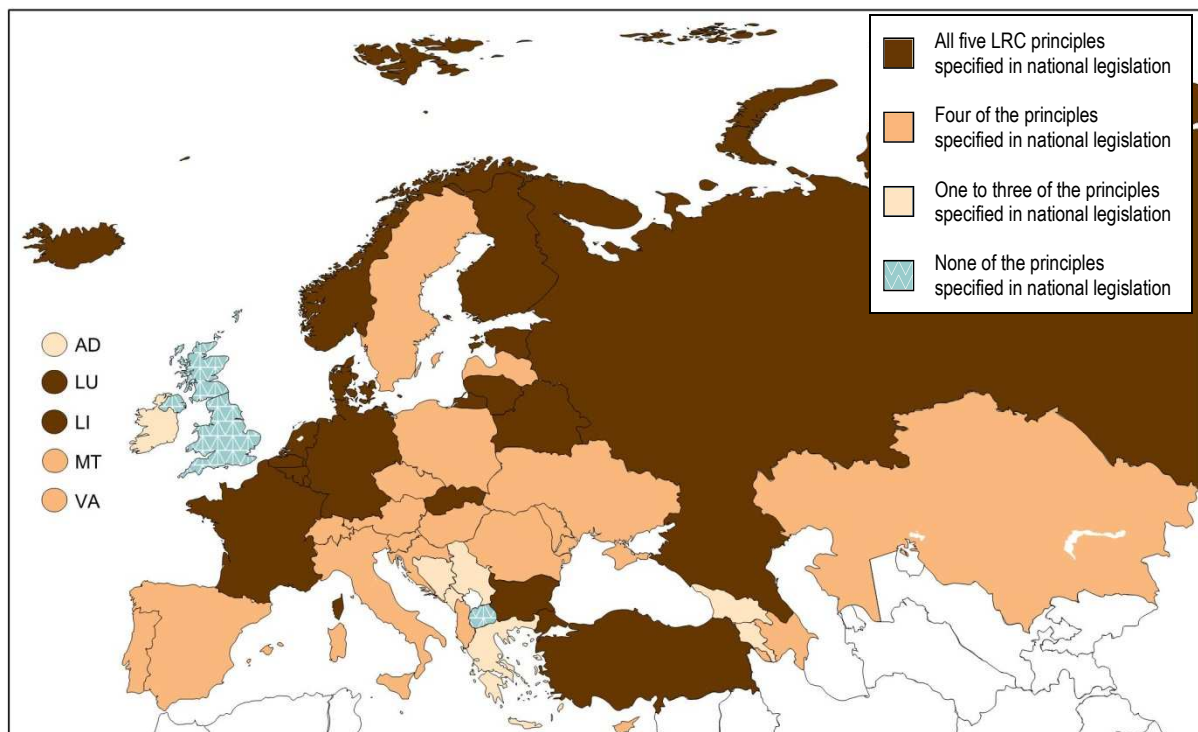 All five LRC principles
specified in national legislation
Four of the principles
specified in national legislation
One to three of the principles
specified in national legislation
None of the principles
specified in national legislation
AD
LU
LI
MT
VA